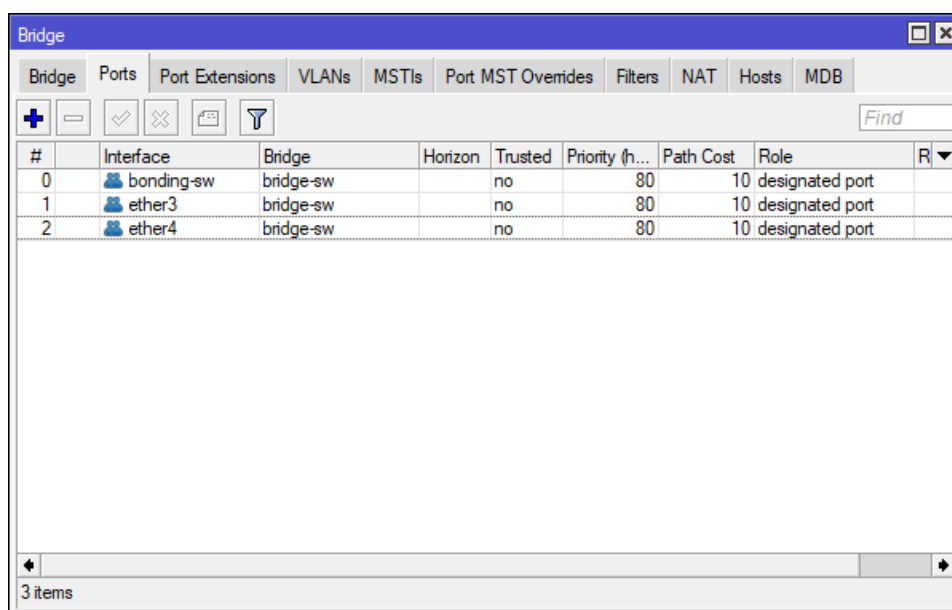 Bridge
Bridge Ports Port Extensions VLANs MSTIs Port MST Overrides Filters NAT Hosts MDB
Find
# Interface Bridge Horizon Trusted Priority (h... Path Cost Role R
0 bonding-sw bridge-sw no 80 10 designated port
1 ether3 bridge-sw no 80 10 designated port
2 ether4 bridge-sw no 80 10 designated port
3 items